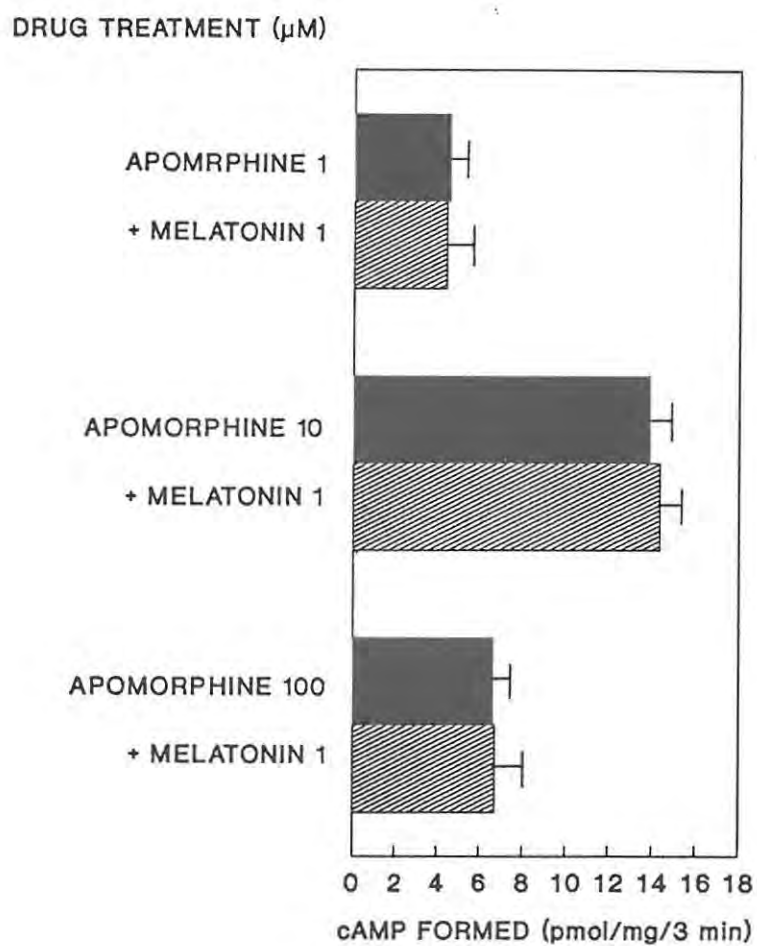 DRUG TREATMENT (µM)
APOMRPHINE 1
+ MELATONIN 1
APOMORPHINE 10
+ MELATONIN 1
APOMORPHINE 100
+ MELATONIN 1
0 2 4 6 8 10 12 14 16 18
cAMP FORMED (pmol/mg/3 min)